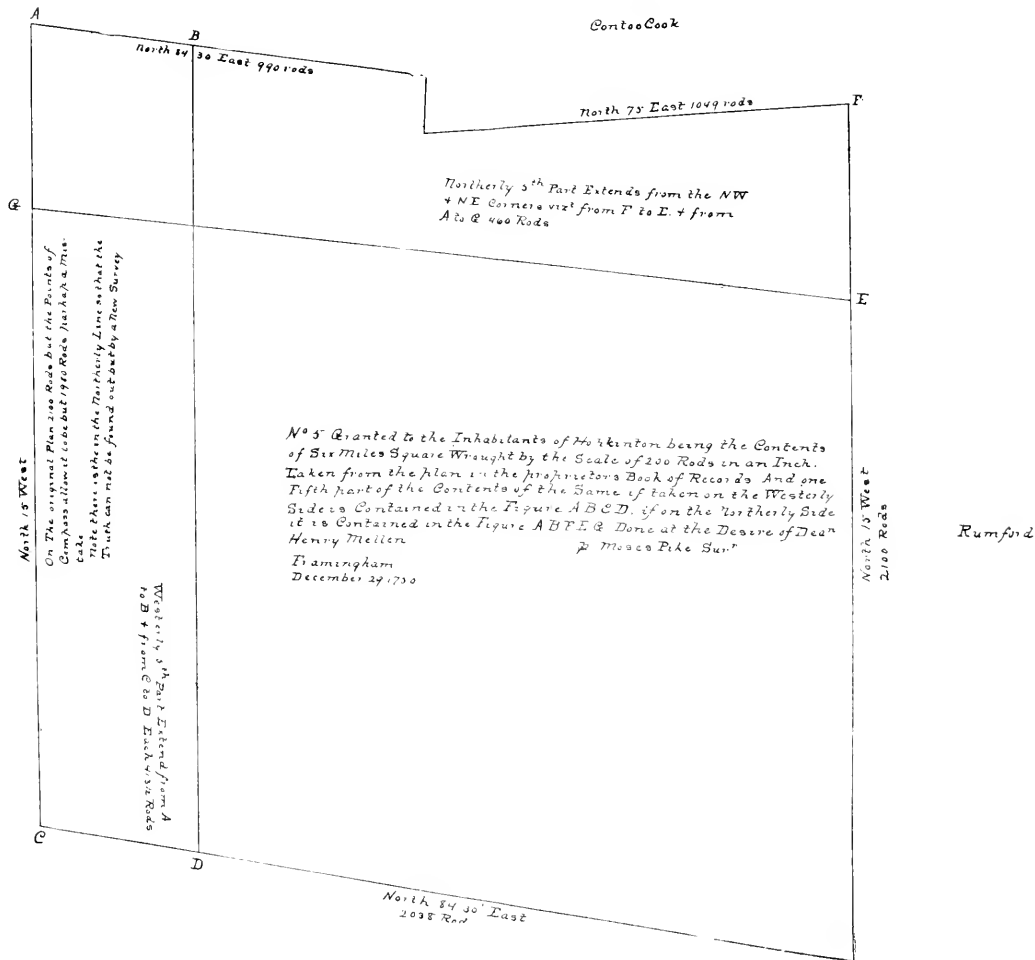 ContooCook
A
B
North 84 30 East 990 rods
North 75 East 1049 rods
F
Northerly 5th Part Extends from the NW
& NE Corners vizt from F to E. & from
A to G 460 Rods
G
E
North 15 West
On The original Plan 2100 Rods but the Points of
Compass allow it to be but 1980 Rods perhaps a Mis-
take
Note there is the in the Northerly Line so that the
Truth can not be found out but by a New Survey
No 5 Granted to the Inhabitants of Hopkinton being the Contents
of Six Miles Square Wrought by the Scale of 200 Rods in an Inch.
Taken from the plan in the proprietors Book of Records And one
Fifth part of the Contents of the Same if taken on the Westerly
Side is Contained in the Figure A B C D. if on the Northerly Side
it is Contained in the Figure A B F E G Done at the Desire of Dean
Henry Mellen
p Moses Pike Surr
Framingham
December 29 1750
North 15 West
2100 Rods
Rumford
Westerly 5th Part Extend from A
to B & from C to D Each Rods
C
D
North 84 30' East
2038 Rod